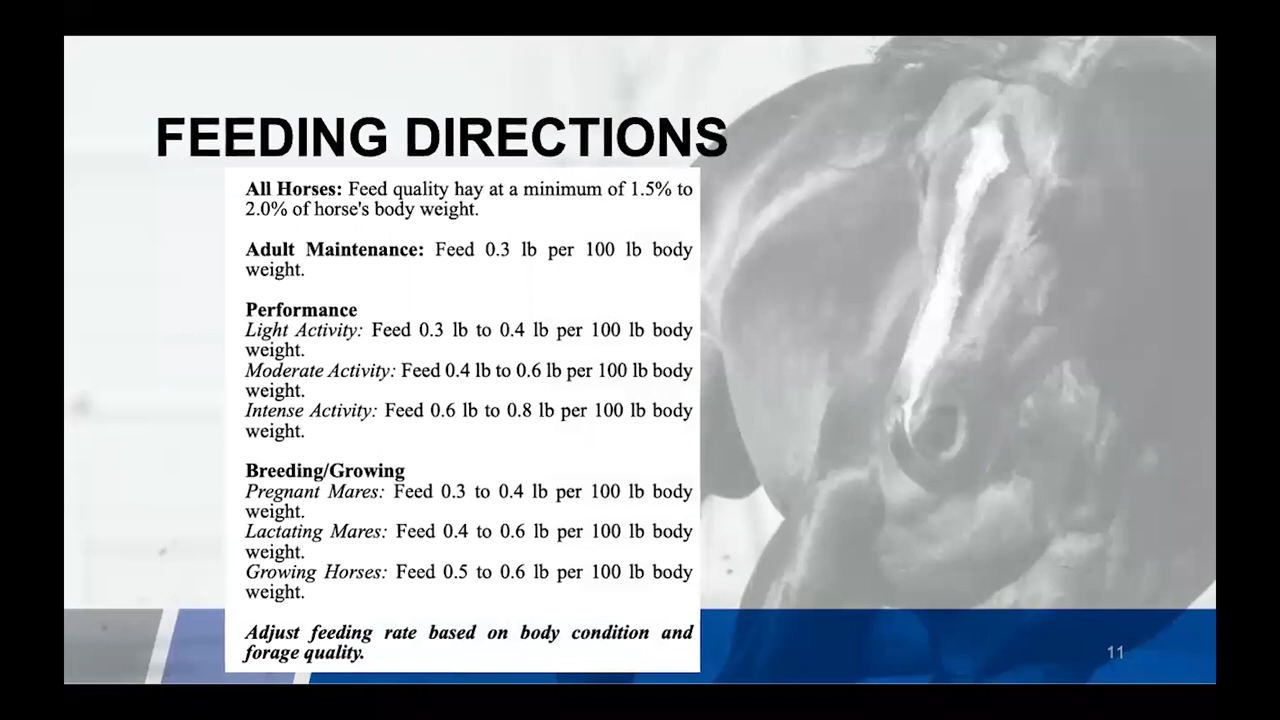 FEEDING DIRECTIONS
All Horses: Feed quality hay at a minimum of 1.5% to
2.0% of horse's body weight.
Adult Maintenance: Feed 0.3 lb per 100 lb body
weight.
Performance
Light Activity: Feed 0.3 lb to 0.4 lb per 100 lb body
weight.
Moderate Activity: Feed 0.4 lb to 0.6 lb per 100 lb body
weight.
Intense Activity: Feed 0.6 lb to 0.8 lb per 100 lb body
weight.
Breeding/Growing
Pregnant Mares: Feed 0.3 to 0.4 lb per 100 lb body
weight.
Lactating Mares: Feed 0.4 to 0.6 lb per 100 lb body
weight.
Growing Horses: Feed 0.5 to 0.6 lb per 100 lb body
weight.
Adjust feeding rate based on body condition and
forage quality.
11